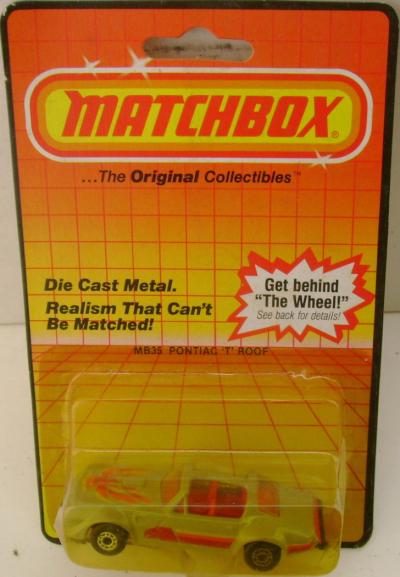 MATCHBOX®
...The Original Collectibles™
Die Cast Metal.
Realism That Can't
Be Matched!
Get behind
"The Wheel!"
See back for details!
MB35 PONTIAC 'T' ROOF